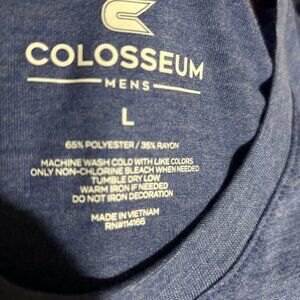 COLOSSEUM
MENS
L
65% POLYESTER / 35% RAYON
MACHINE WASH COLD WITH LIKE COLORS
ONLY NON-CHLORINE BLEACH WHEN NEEDED
TUMBLE DRY LOW
WARM IRON IF NEEDED
DO NOT IRON DECORATION
MADE IN VIETNAM
RN#114166